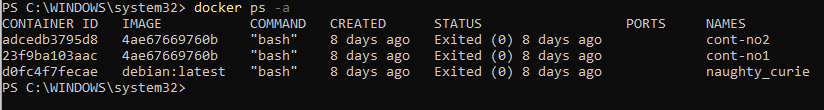 PS C:\WINDOWS\system32> docker ps -a
CONTAINER ID   IMAGE           COMMAND   CREATED      STATUS                  PORTS     NAMES
adcedb3795d8   4ae67669760b    "bash"    8 days ago   Exited (0) 8 days ago             cont-no2
23f9ba103aac   4ae67669760b    "bash"    8 days ago   Exited (0) 8 days ago             cont-no1
d0fc4f7fecae   debian:latest   "bash"    8 days ago   Exited (0) 8 days ago             naughty_curie
PS C:\WINDOWS\system32>